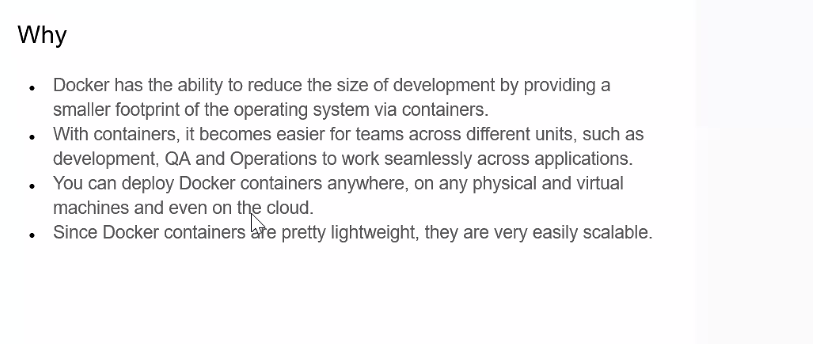 Why
• Docker has the ability to reduce the size of development by providing a
smaller footprint of the operating system via containers.
• With containers, it becomes easier for teams across different units, such as
development, QA and Operations to work seamlessly across applications.
• You can deploy Docker containers anywhere, on any physical and virtual
machines and even on the cloud.
• Since Docker containers are pretty lightweight, they are very easily scalable.